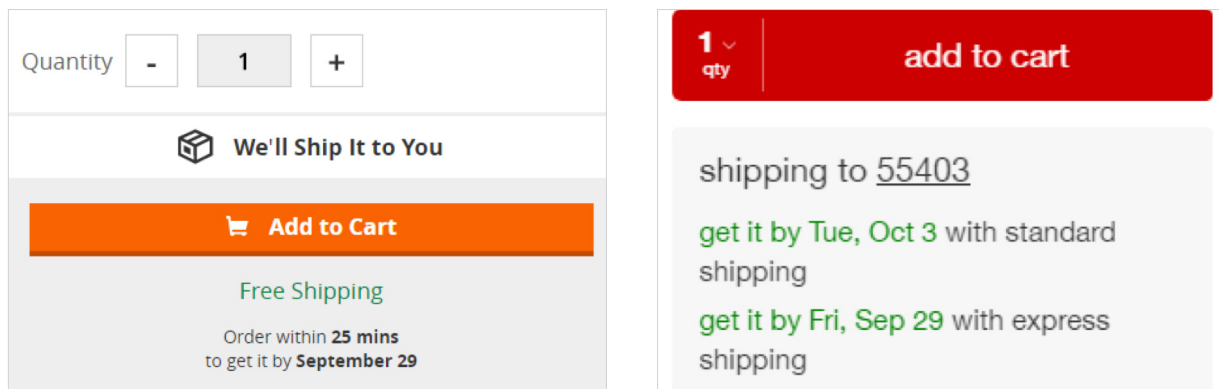 Quantity - 1 +
We'll Ship It to You
Add to Cart
Free Shipping
Order within 25 mins
to get it by September 29
1
qty
add to cart
shipping to 55403
get it by Tue, Oct 3 with standard
shipping
get it by Fri, Sep 29 with express
shipping